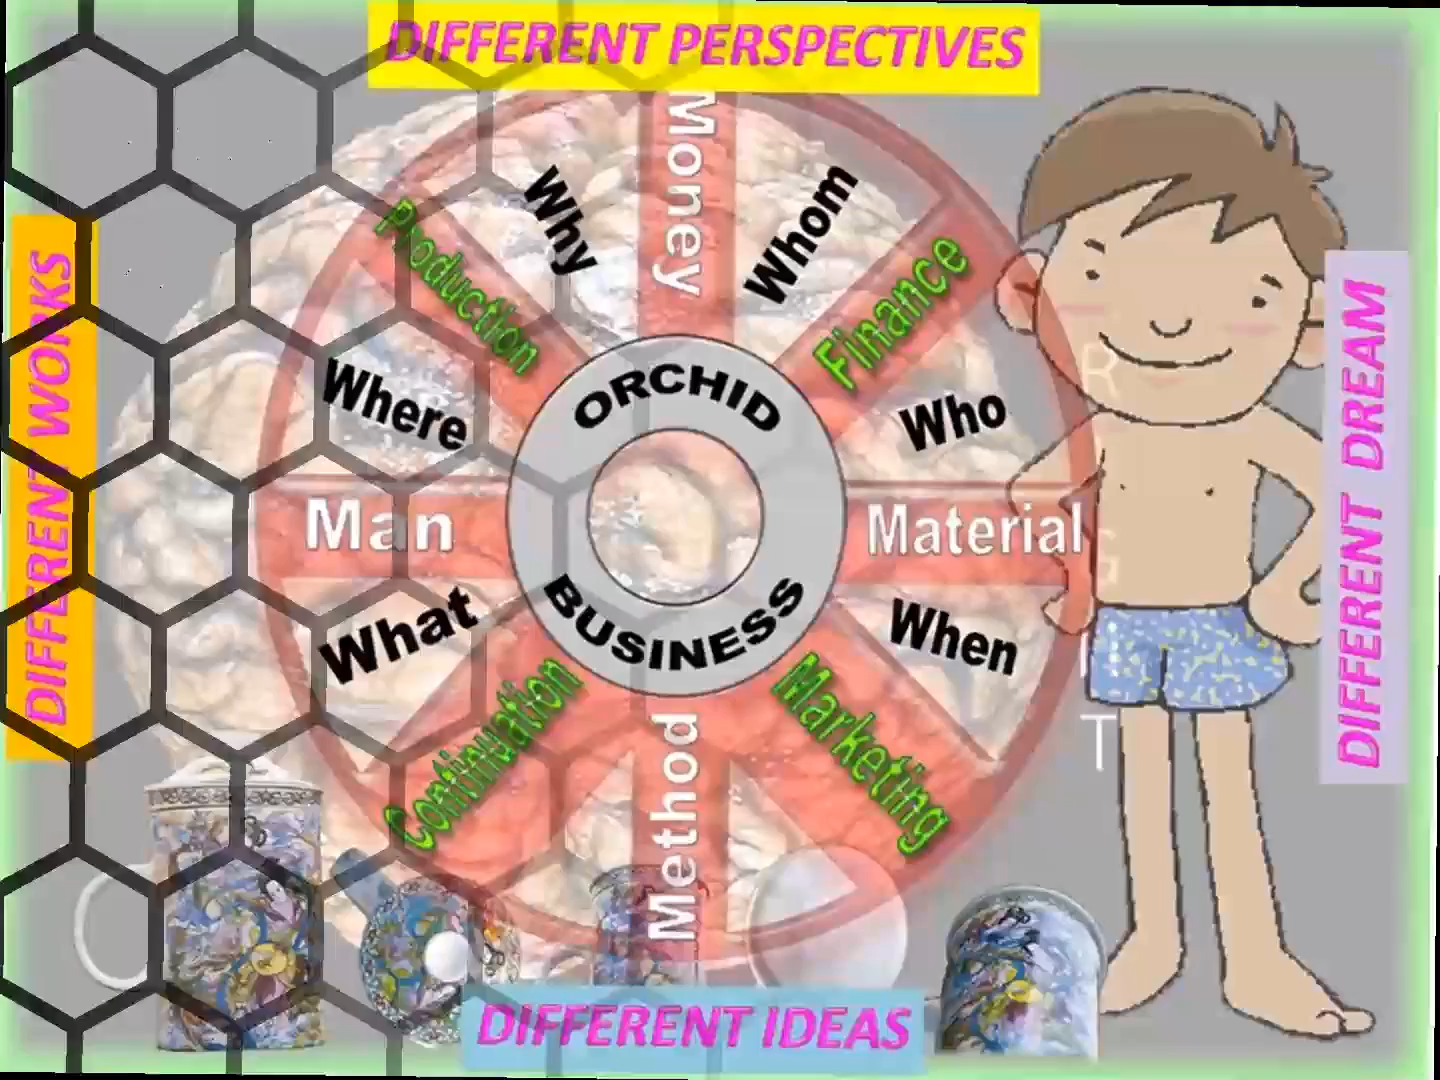 DIFFERENT PERSPECTIVES
DIFFERENT WORKS
Money
Why
Whom
Production
Finance
Where
ORCHID
Who
R
Man
Material
G
What
BUSINESS
When
Continuation
Method
Marketing
T
DIFFERENT DREAM
DIFFERENT IDEAS